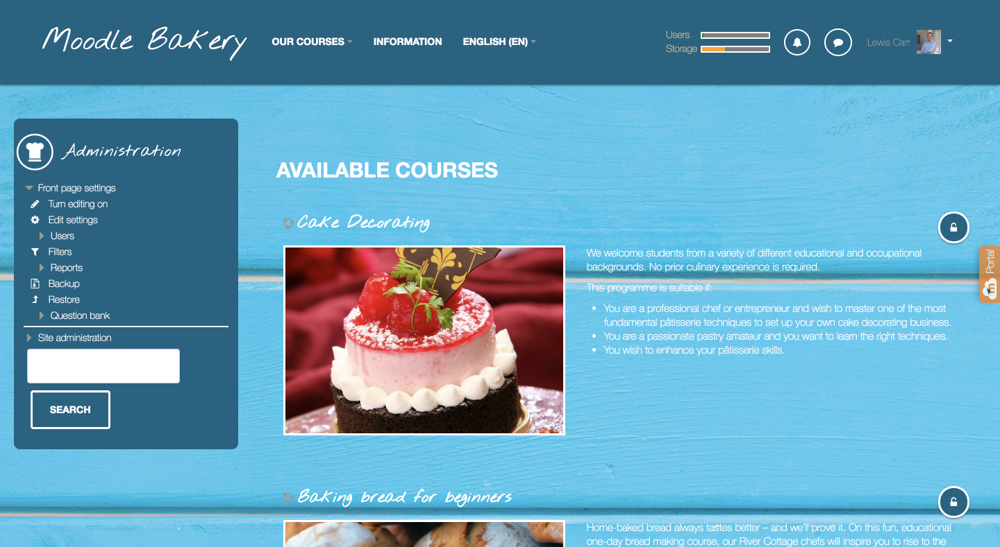 Moodle Bakery
OUR COURSES
INFORMATION
ENGLISH (EN)
Users
Storage
Lewis Carr
Administration
Front page settings
Turn editing on
Edit settings
Users
Filters
Reports
Backup
Restore
Question bank
Site administration
SEARCH
AVAILABLE COURSES
Cake Decorating
We welcome students from a variety of different educational and occupational
backgrounds. No prior culinary experience is required.
This programme is suitable if:
• You are a professional chef or entrepreneur and wish to master one of the most
fundamental pâtisserie techniques to set up your own cake decorating business.
• You are a passionate pastry amateur and you want to learn the right techniques.
• You wish to enhance your pâtisserie skills.
Portal
m
Baking bread for beginners
Home-baked bread always tastes better – and we'll prove it. On this fun, educational
one-day bread making course, our River Cottage chefs will inspire you to rise to the